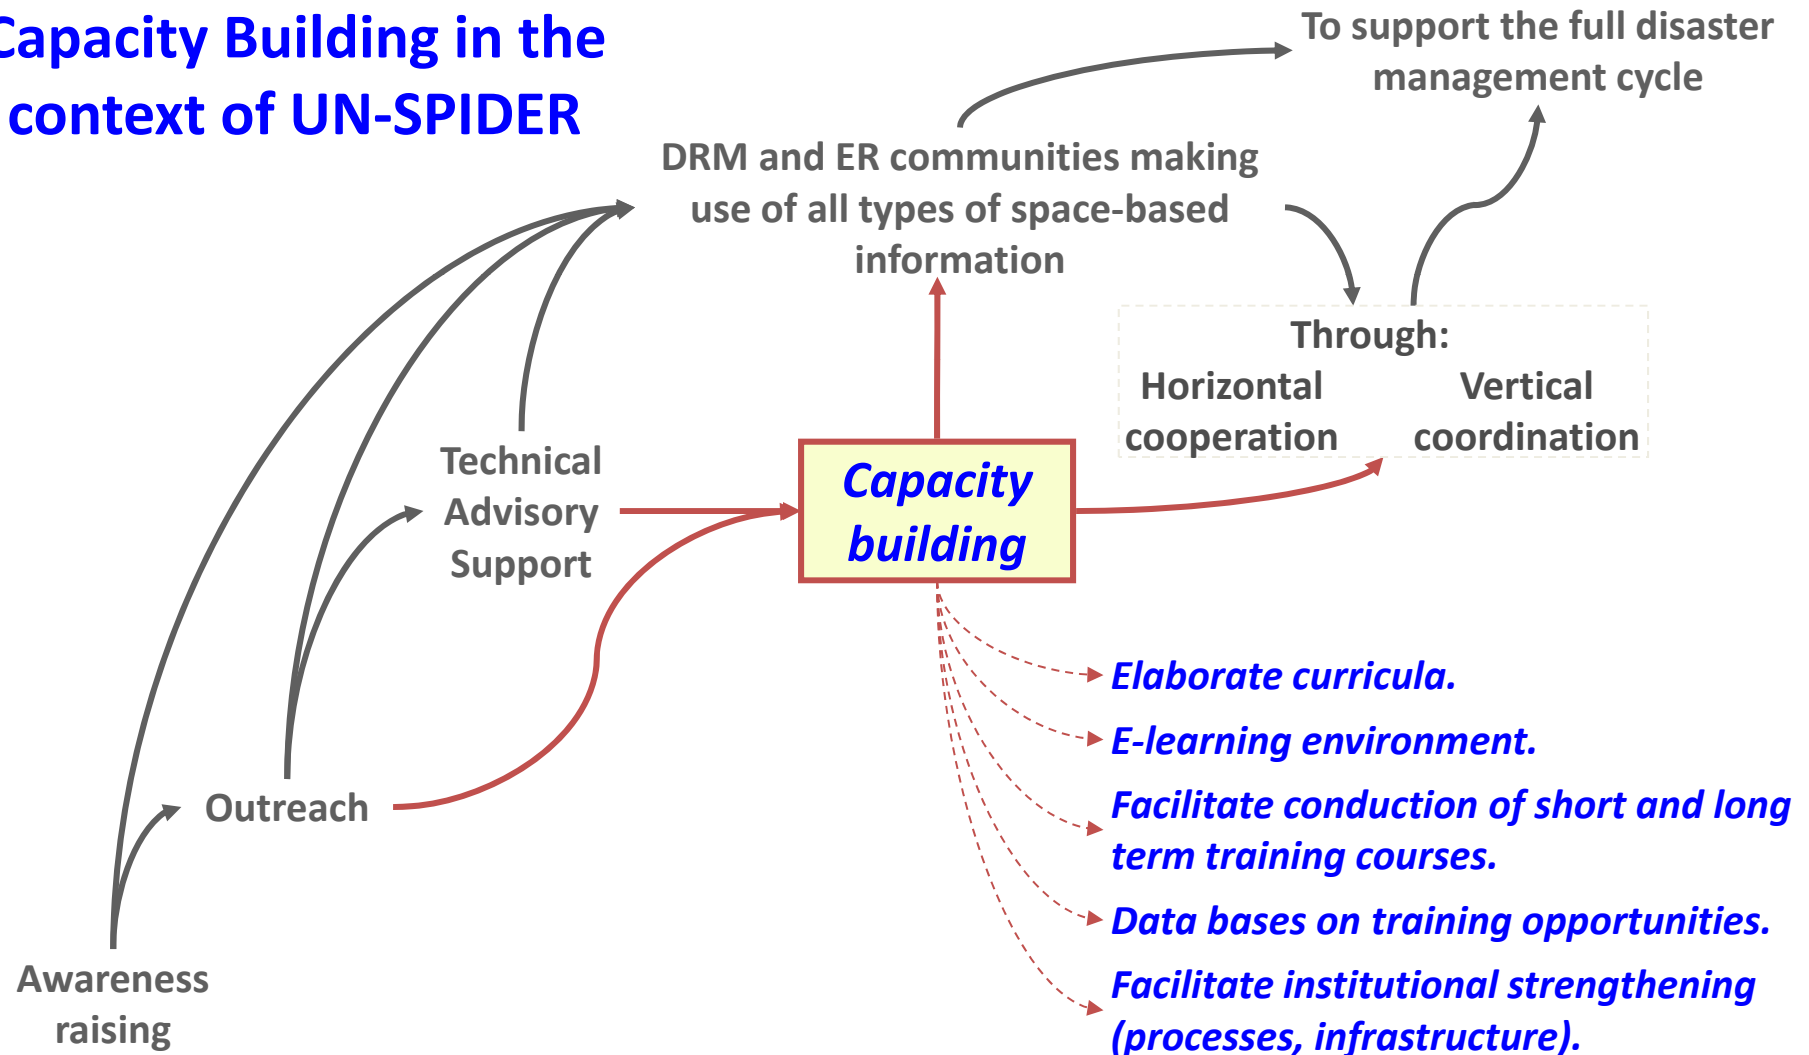 Capacity Building in the
context of UN-SPIDER
To support the full disaster
management cycle
DRM and ER communities making
use of all types of space-based
information
Through:
Horizontal
cooperation
Vertical
coordination
Technical
Advisory
Support
Capacity
building
Elaborate curricula.
E-learning environment.
Outreach
Facilitate conduction of short and long
term training courses.
Data bases on training opportunities.
Awareness
raising
Facilitate institutional strengthening
(processes, infrastructure).